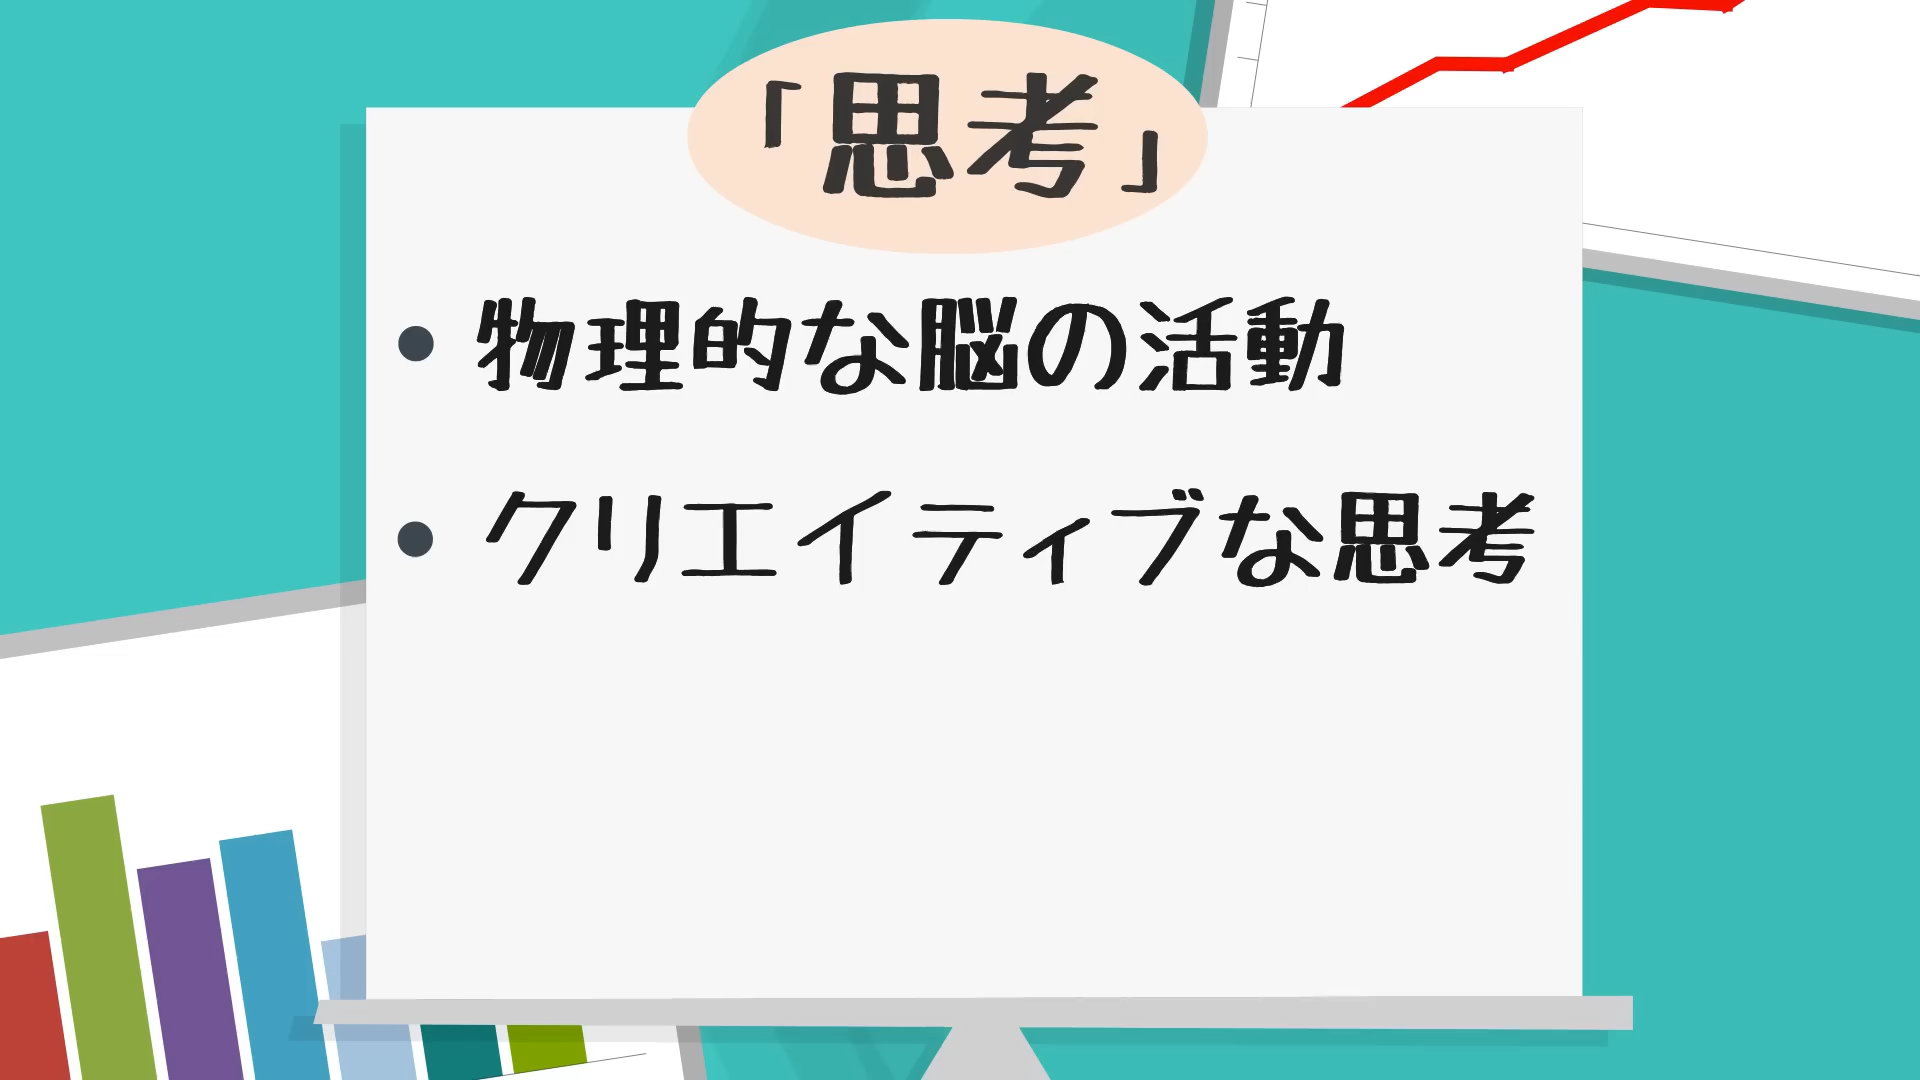 「思考」
• 物理的な脳の活動
• クリエイティブな思考